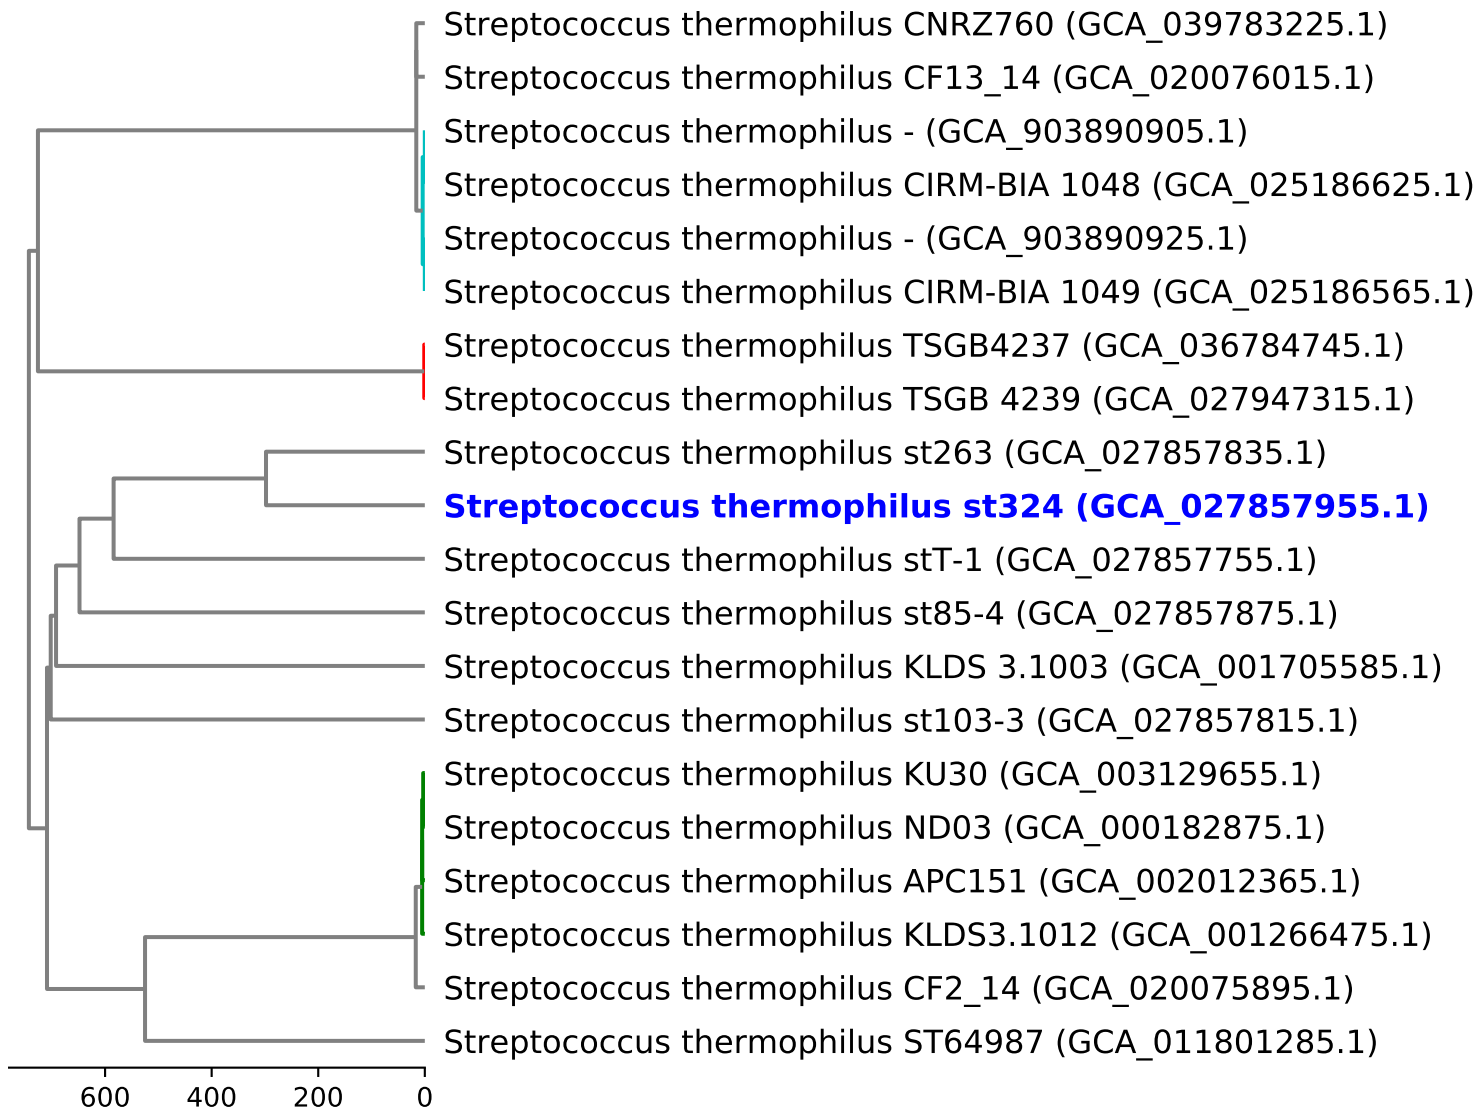 Streptococcus thermophilus CNRZ760 (GCA_039783225.1)
Streptococcus thermophilus CF13_14 (GCA_020076015.1)
Streptococcus thermophilus - (GCA_903890905.1)
Streptococcus thermophilus CIRM-BIA 1048 (GCA_025186625.1)
Streptococcus thermophilus - (GCA_903890925.1)
Streptococcus thermophilus CIRM-BIA 1049 (GCA_025186565.1)
Streptococcus thermophilus TSGB4237 (GCA_036784745.1)
Streptococcus thermophilus TSGB 4239 (GCA_027947315.1)
Streptococcus thermophilus st263 (GCA_027857835.1)
Streptococcus thermophilus st324 (GCA_027857955.1)
Streptococcus thermophilus stT-1 (GCA_027857755.1)
Streptococcus thermophilus st85-4 (GCA_027857875.1)
Streptococcus thermophilus KLDS 3.1003 (GCA_001705585.1)
Streptococcus thermophilus st103-3 (GCA_027857815.1)
Streptococcus thermophilus KU30 (GCA_003129655.1)
Streptococcus thermophilus ND03 (GCA_000182875.1)
Streptococcus thermophilus APC151 (GCA_002012365.1)
Streptococcus thermophilus KLDS3.1012 (GCA_001266475.1)
Streptococcus thermophilus CF2_14 (GCA_020075895.1)
Streptococcus thermophilus ST64987 (GCA_011801285.1)
600 400 200 0